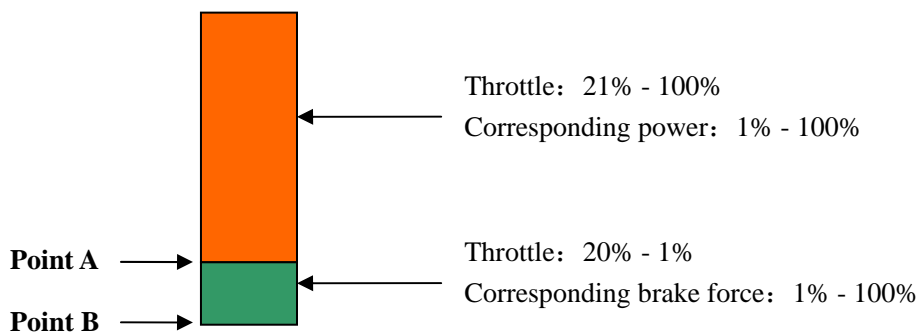 Throttle：21% - 100%
Corresponding power：1% - 100%
Point A
Throttle：20% - 1%
Corresponding brake force：1% - 100%
Point B